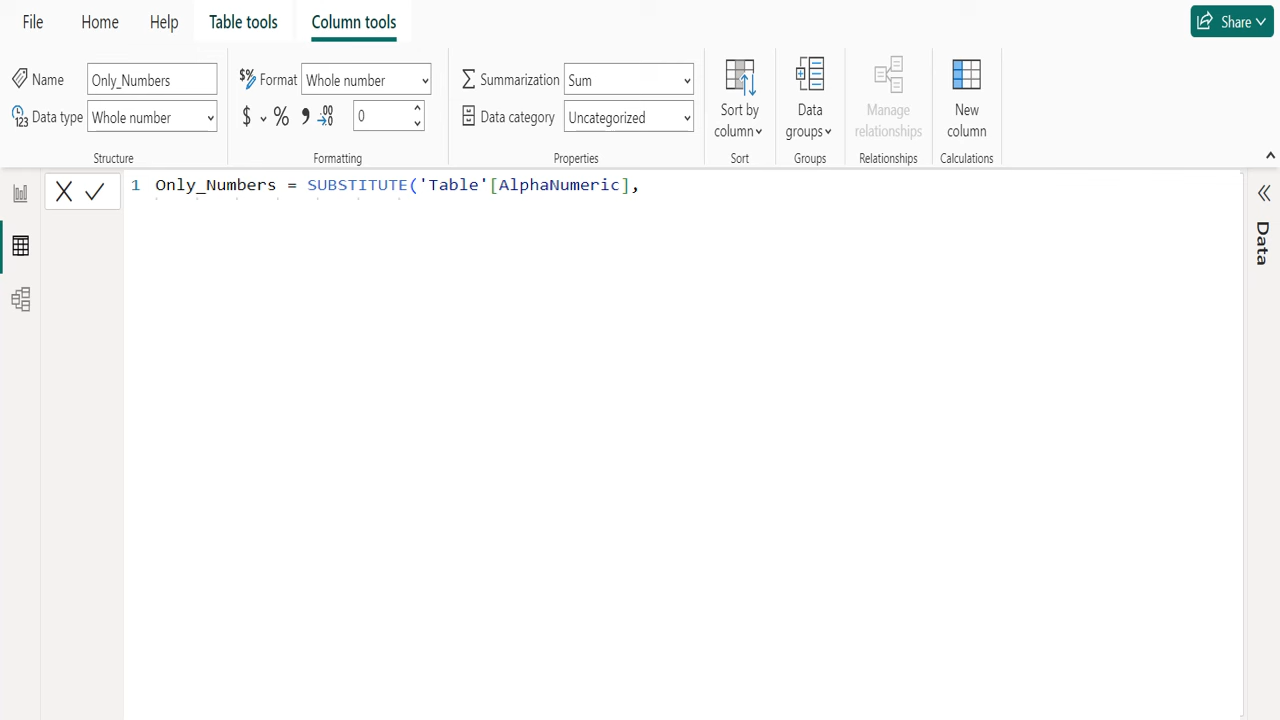 File Home Help Table tools Column tools Share
Name Only_Numbers $% Format Whole number Summarization Sum Sort by column Data groups Manage relationships New column
Data type Whole number $ % 9 .00 0 Data category Uncategorized
Structure Formatting Properties Sort Groups Relationships Calculations
1 Only_Numbers = SUBSTITUTE('Table'[AlphaNumeric],
Data